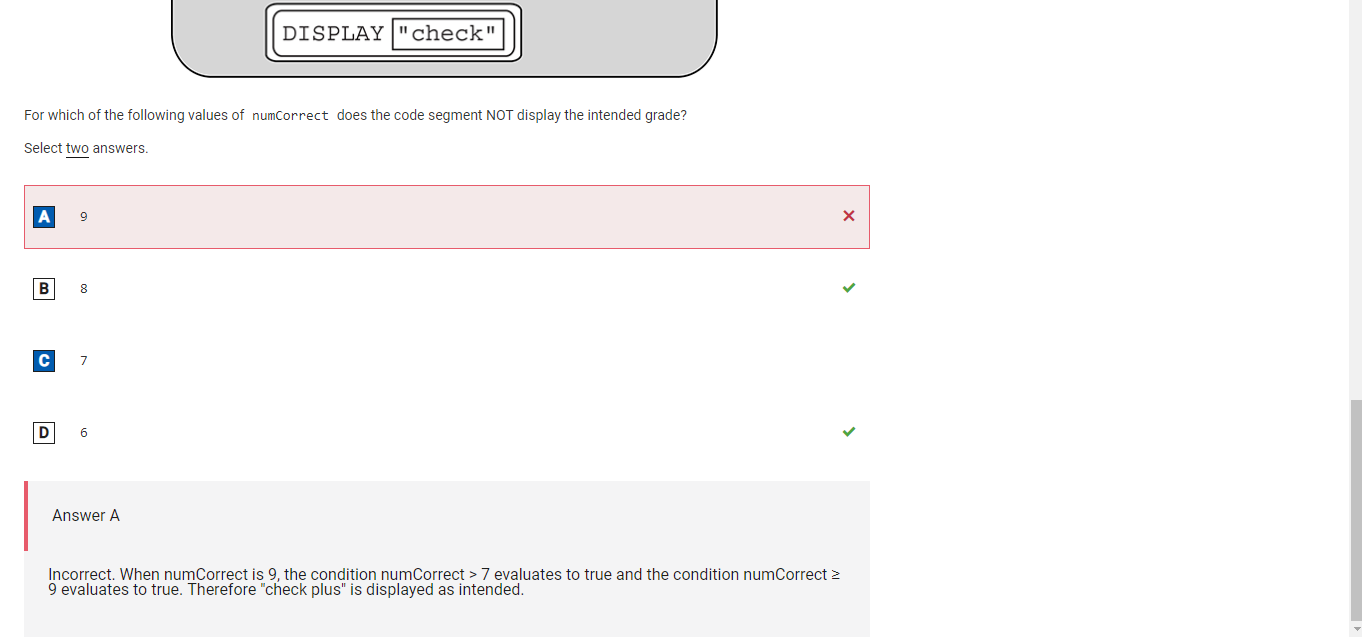 DISPLAY "check"
For which of the following values of numCorrect does the code segment NOT display the intended grade?
Select two answers.
A 9
B 8
C 7
D 6
Answer A
Incorrect. When numCorrect is 9, the condition numCorrect > 7 evaluates to true and the condition numCorrect ≥
9 evaluates to true. Therefore "check plus" is displayed as intended.